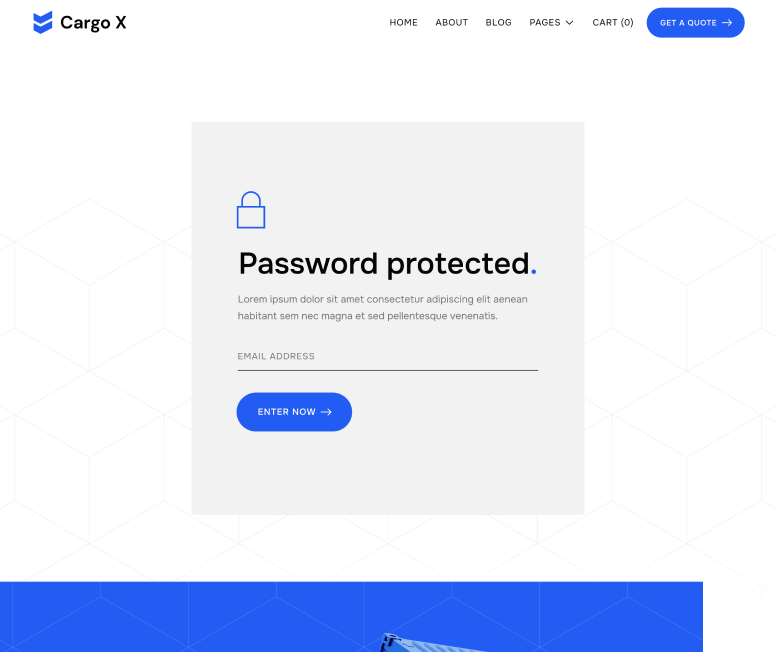 Cargo X
HOME ABOUT BLOG PAGES CART (0) GET A QUOTE
Password protected.
Lorem ipsum dolor sit amet consectetur adipiscing elit aenean
habitant sem nec magna et sed pellentesque venenatis.
EMAIL ADDRESS
ENTER NOW